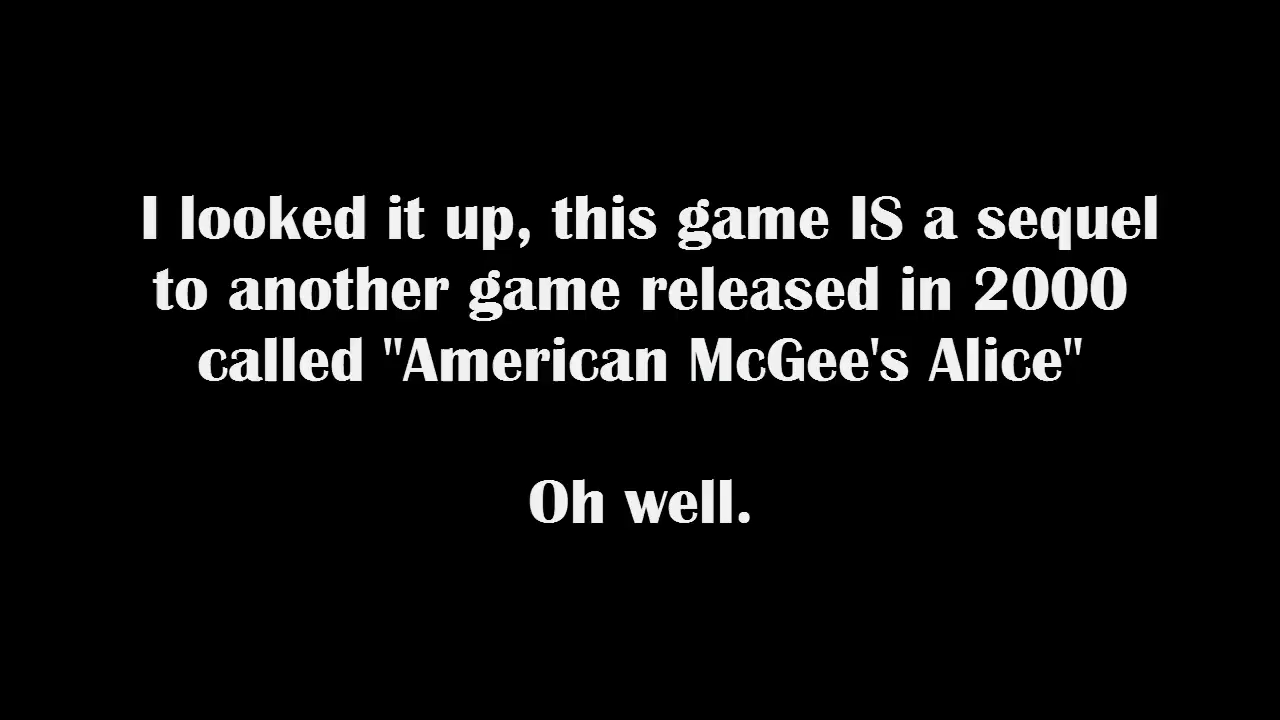 I looked it up, this game IS a sequel
to another game released in 2000
called "American McGee's Alice"
Oh well.